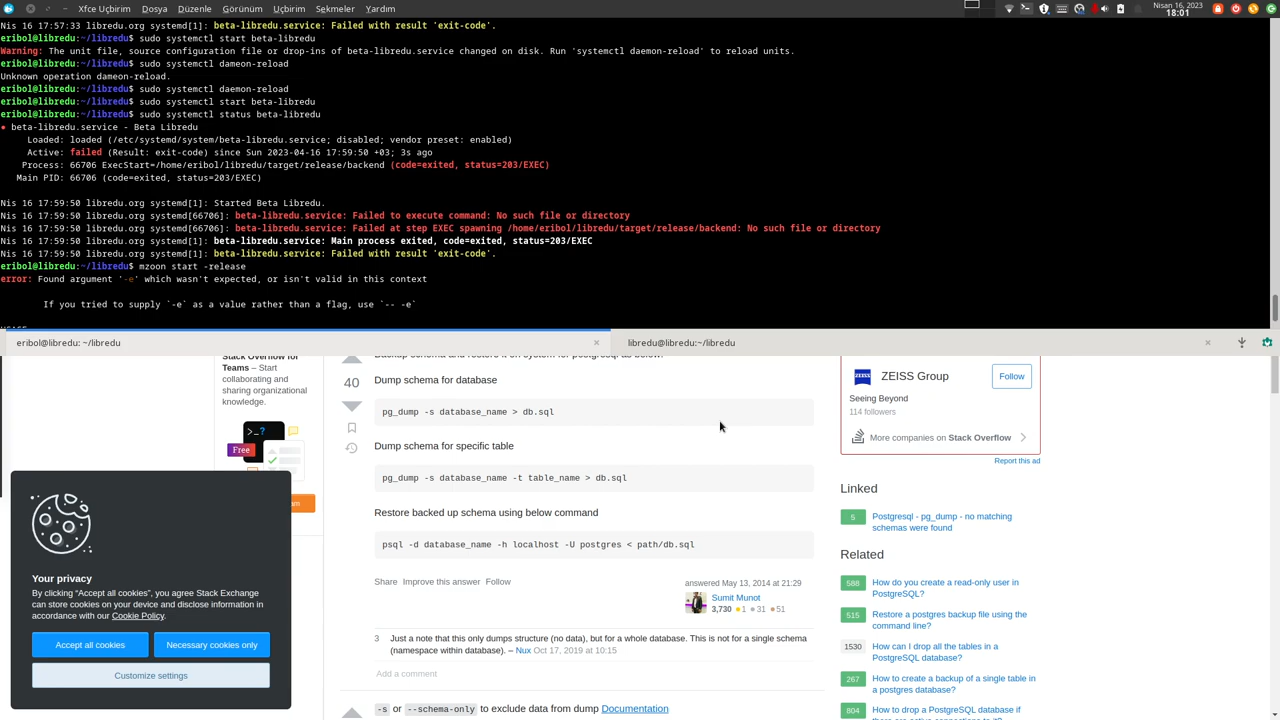 Uçbirim Uçbirim Uçbirim Seçmeler Masaüstü
Nisan 16, 2023
18:01
Nis 16 17:57:33 libredu.org systemd[1]: beta-libredu.service: Failed with result 'exit-code'.
eribol@libredu:~/libredu$ sudo systemctl start beta-libredu
Warning: The unit file, source configuration file or drop-ins of beta-libredu.service changed on disk. Run 'systemctl daemon-reload' to reload units.
eribol@libredu:~/libredu$ sudo systemctl dameon-reload
Unknown operation dameon-reload.
eribol@libredu:~/libredu$ sudo systemctl daemon-reload
eribol@libredu:~/libredu$ sudo systemctl start beta-libredu
eribol@libredu:~/libredu$ sudo systemctl status beta-libredu
● beta-libredu.service - Beta Libredu
Loaded: loaded (/etc/systemd/system/beta-libredu.service; disabled; vendor preset: enabled)
Active: failed (Result: exit-code) since Sun 2023-04-16 17:59:50 +03; 3s ago
Process: 66706 ExecStart=/home/eribol/libredu/target/release/backend (code=exited, status=203/EXEC)
Main PID: 66706 (code=exited, status=203/EXEC)
Nis 16 17:59:50 libredu.org systemd[1]: Started Beta Libredu.
Nis 16 17:59:50 libredu.org systemd[66706]: beta-libredu.service: Failed to execute command: No such file or directory
Nis 16 17:59:50 libredu.org systemd[66706]: beta-libredu.service: Failed at step EXEC spawning /home/eribol/libredu/target/release/backend: No such file or directory
Nis 16 17:59:50 libredu.org systemd[1]: beta-libredu.service: Main process exited, code=exited, status=203/EXEC
Nis 16 17:59:50 libredu.org systemd[1]: beta-libredu.service: Failed with result 'exit-code'.
eribol@libredu:~/libredu$ mzoon start -release
error: Found argument '-e' which wasn't expected, or isn't valid in this context
If you tried to supply `-e` as a value rather than a flag, use `-- -e`
eribol@libredu: ~/libredu
libredu@libredu:~/libredu
Stack Overflow for
Teams – Start
collaborating and
sharing organizational
knowledge.
>_?
Free
40
Dump schema for database
pg_dump -s database_name > db.sql
Dump schema for specific table
pg_dump -s database_name -t table_name > db.sql
Restore backed up schema using below command
psql -d database_name -h localhost -U postgres < path/db.sql
Share Improve this answer Follow
answered May 13, 2014 at 21:29
Sumit Munot
3,730 1 31 51
3 Just a note that this only dumps structure (no data), but for a whole database. This is not for a single schema
(namespace within database). – Nux Oct 17, 2019 at 10:15
Add a comment
-s or --schema-only to exclude data from dump Documentation
ZEISS
ZEISS Group
Follow
Seeing Beyond
114 followers
More companies on Stack Overflow
Report this ad
Linked
5 Postgresql - pg_dump - no matching
schemas were found
Related
588 How do you create a read-only user in
PostgreSQL?
515 Restore a postgres backup file using the
command line?
1530 How can I drop all the tables in a
PostgreSQL database?
267 How to create a backup of a single table in
a postgres database?
804 How to drop a PostgreSQL database if
Your privacy
By clicking “Accept all cookies”, you agree Stack Exchange
can store cookies on your device and disclose information in
accordance with our Cookie Policy.
Accept all cookies
Necessary cookies only
Customize settings